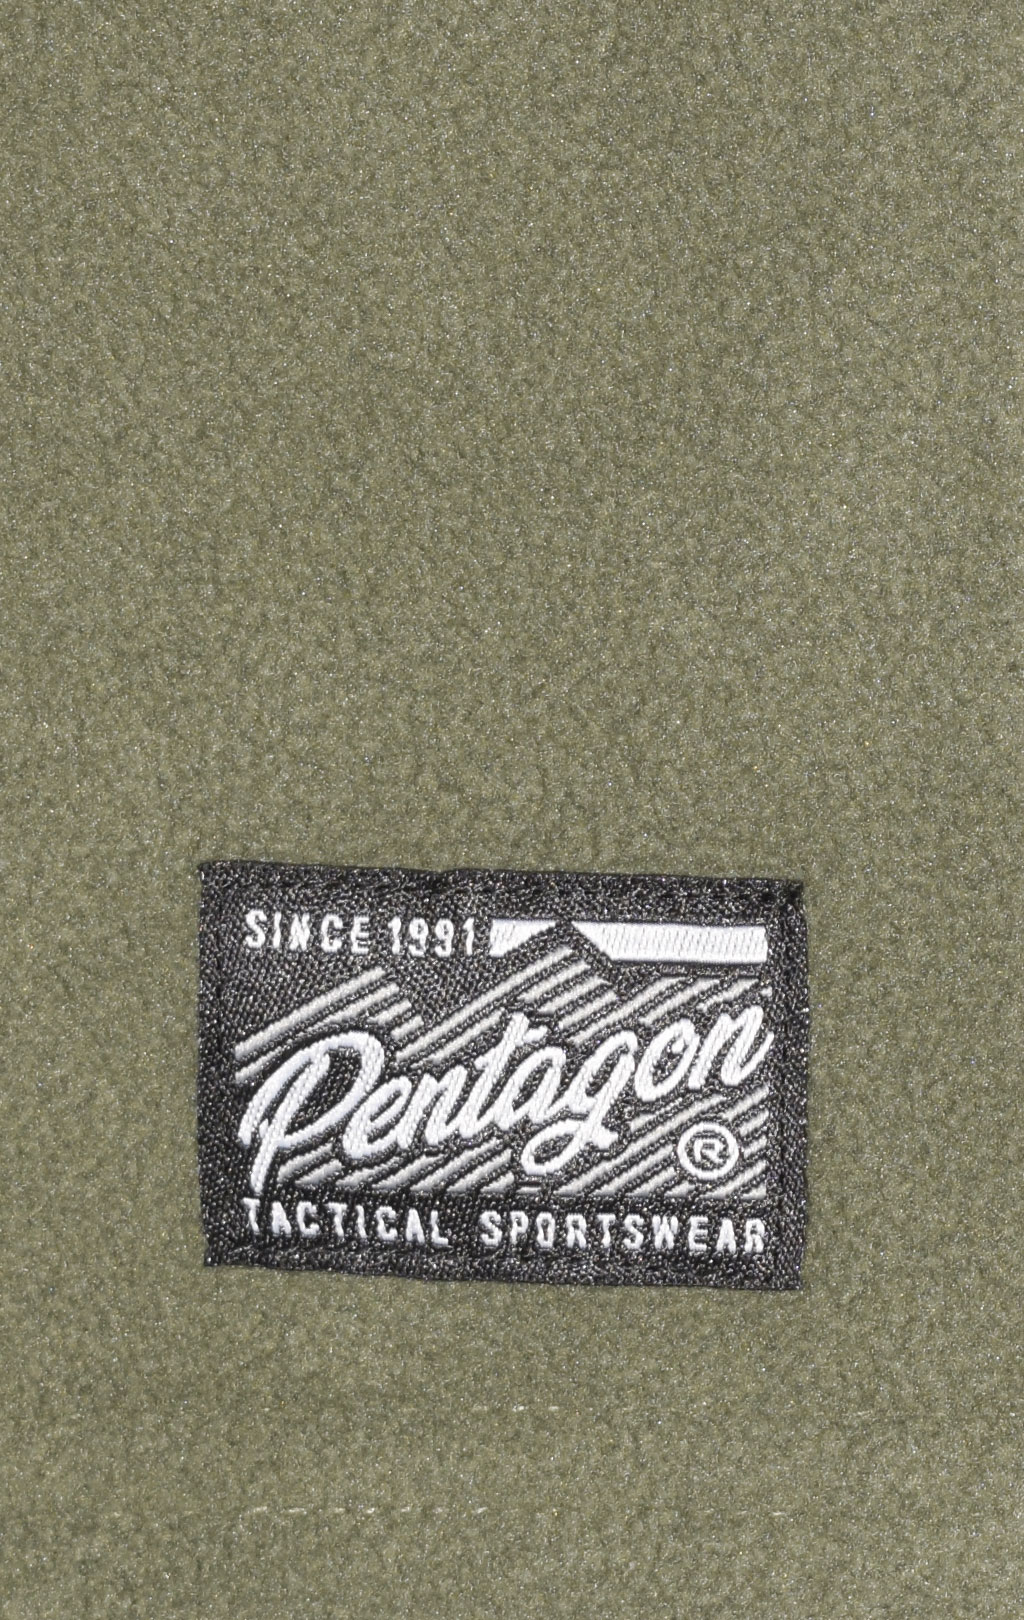 SINCE 1991
Pentagon
®
TACTICAL SPORTSWEAR